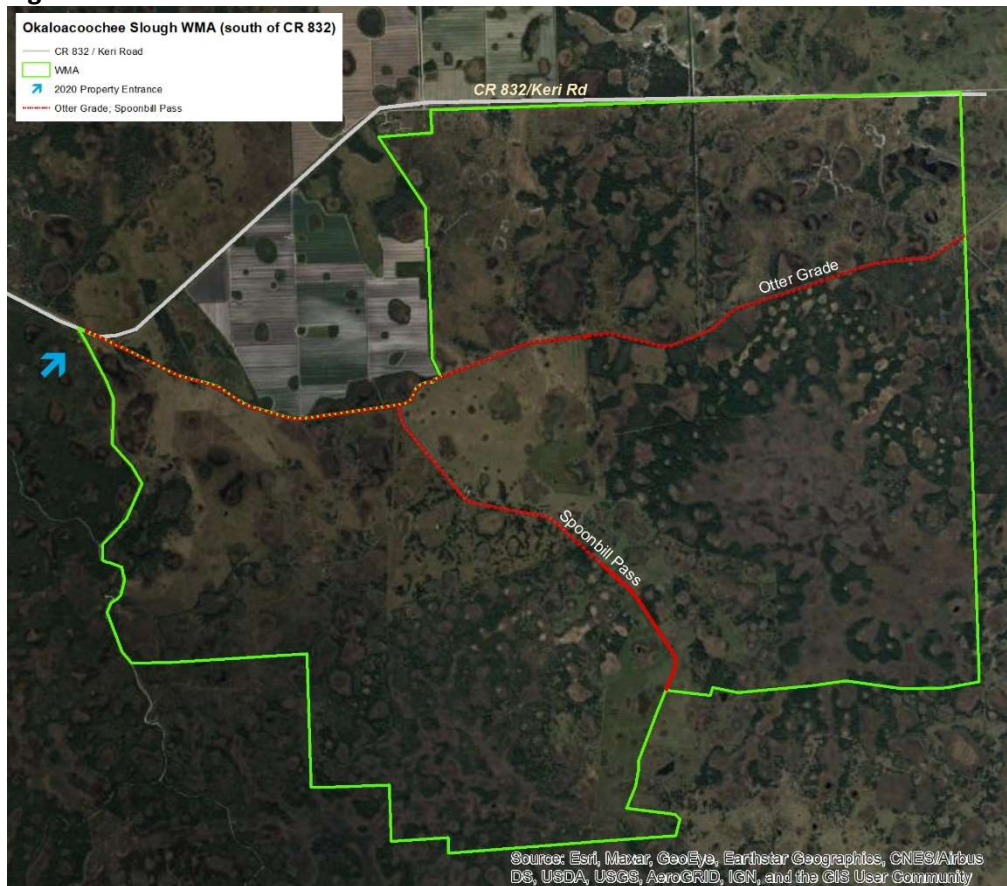 Okaloacoochee Slough WMA (south of CR 832)
CR 832 / Keri Road
WMA
2020 Property Entrance
Otter Grade; Spoonbill Pass
CR 832/Keri Rd
Otter Grade
Spoonbill Pass
Source: Esri, Maxar, GeoEye, Earthstar Geographics, CNES/Airbus
DS, USDA, USGS, AeroGRID, IGN, and the GIS User Community